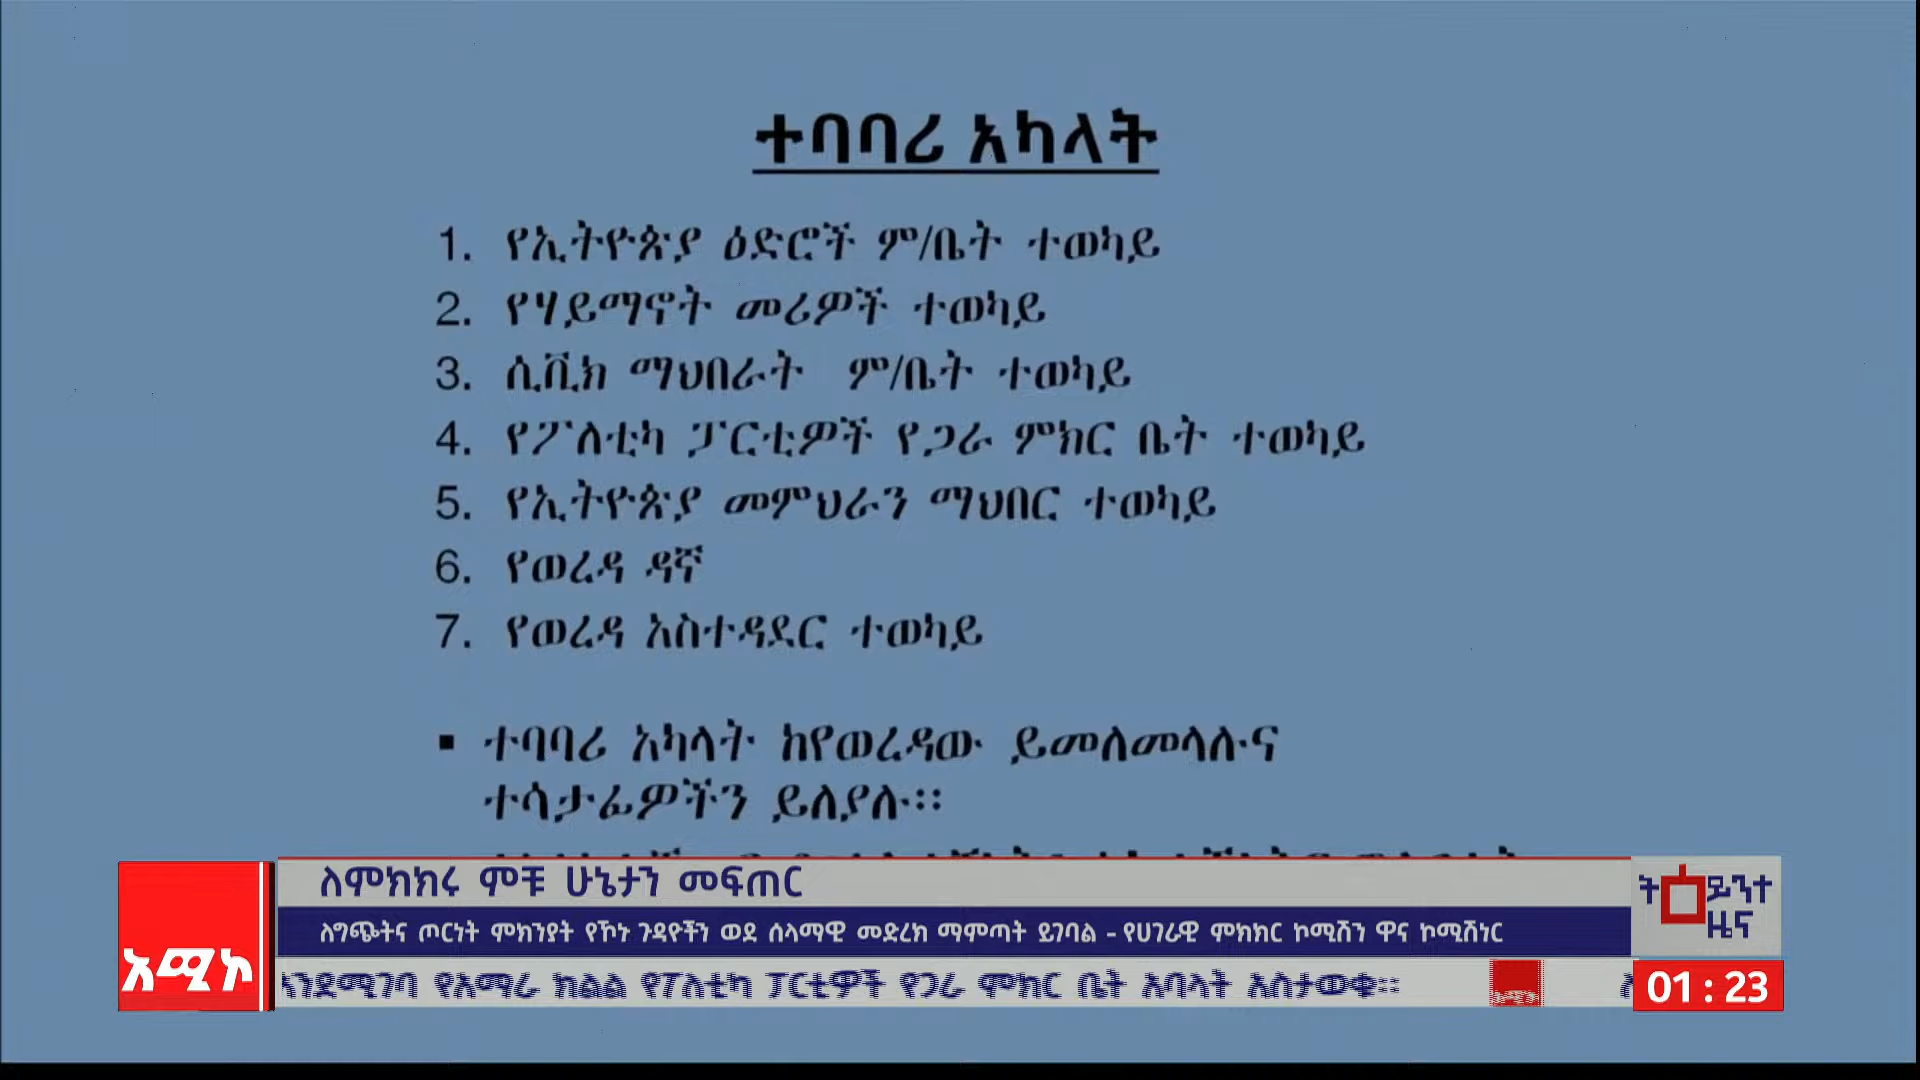 ተባባሪ አካላት
1. የኢትዮጵያ ዕድሮች ም/ቤት ተወካይ
2. የሃይማኖት መሪዎች ተወካይ
3. ሲቪክ ማህበራት ም/ቤት ተወካይ
4. የፖለቲካ ፓርቲዎች የጋራ ምክር ቤት ተወካይ
5. የኢትዮጵያ መምህራን ማህበር ተወካይ
6. የወረዳ ዳኛ
7. የወረዳ አስተዳደር ተወካይ
▪ ተባባሪ አካላት ከየወረዳው ይመለመላሉና
ተሳታፊዎችን ይለያሉ፡፡
ለምክክሩ ምቹ ሁኔታን መፍጠር
ለግጭትና ጦርነት ምክንያት የኾኑ ጉዳዮችን ወደ ሰላማዊ መድረክ ማምጣት ይገባል - የሀገራዊ ምክክር ኮሚሽን ዋና ኮሚሽነር
ትዕይንተ
ዜና
አሚኮ
እንደሚገባ የአማራ ክልል የፖለቲካ ፓርቲዎች የጋራ ምክር ቤት አባላት አስታወቁ፡፡
01:23